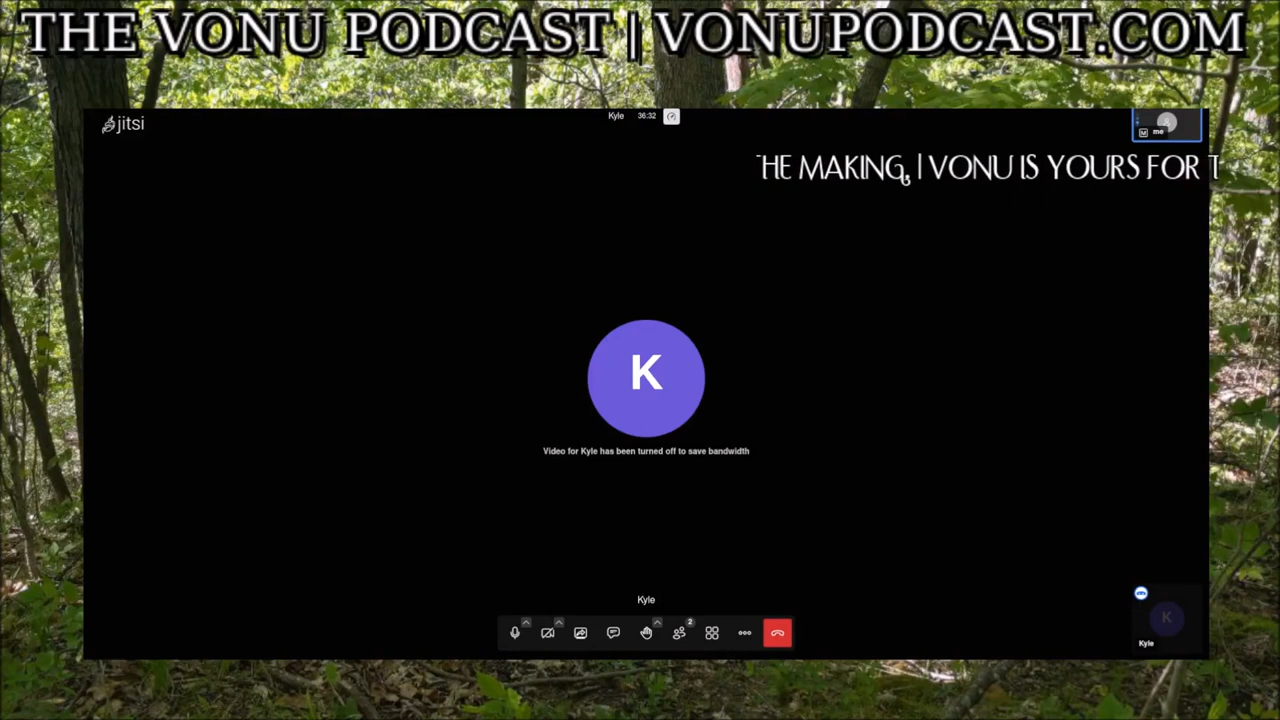 THE VONU PODCAST | VONUPODCAST.COM
jitsi
Kyle 36:32
me
HE MAKING, | VONU IS YOURS FOR T
K
Video for Kyle has been turned off to save bandwidth
Kyle
2
K
Kyle